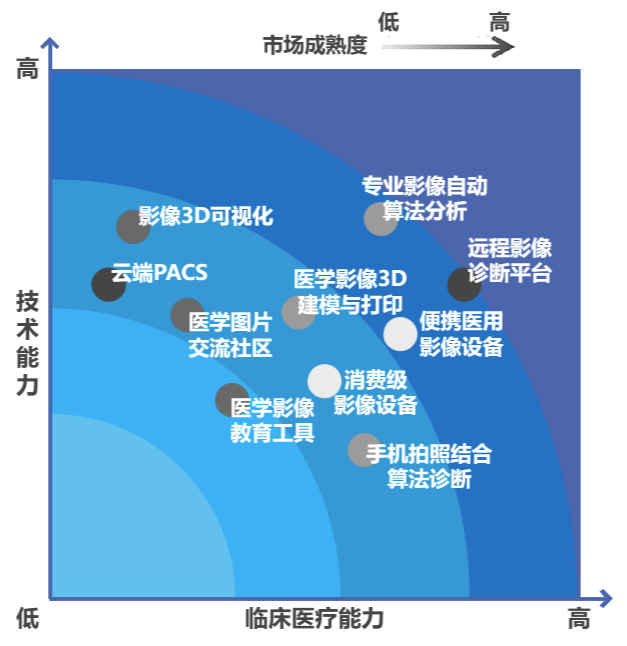 低
高
市场成熟度
高
专业影像自动
算法分析
影像3D可视化
远程影像
诊断平台
云端PACS
医学影像3D
建模与打印
技术能力
医学图片
交流社区
便携医用
影像设备
消费级
影像设备
医学影像
教育工具
手机拍照结合
算法诊断
低
临床医疗能力
高